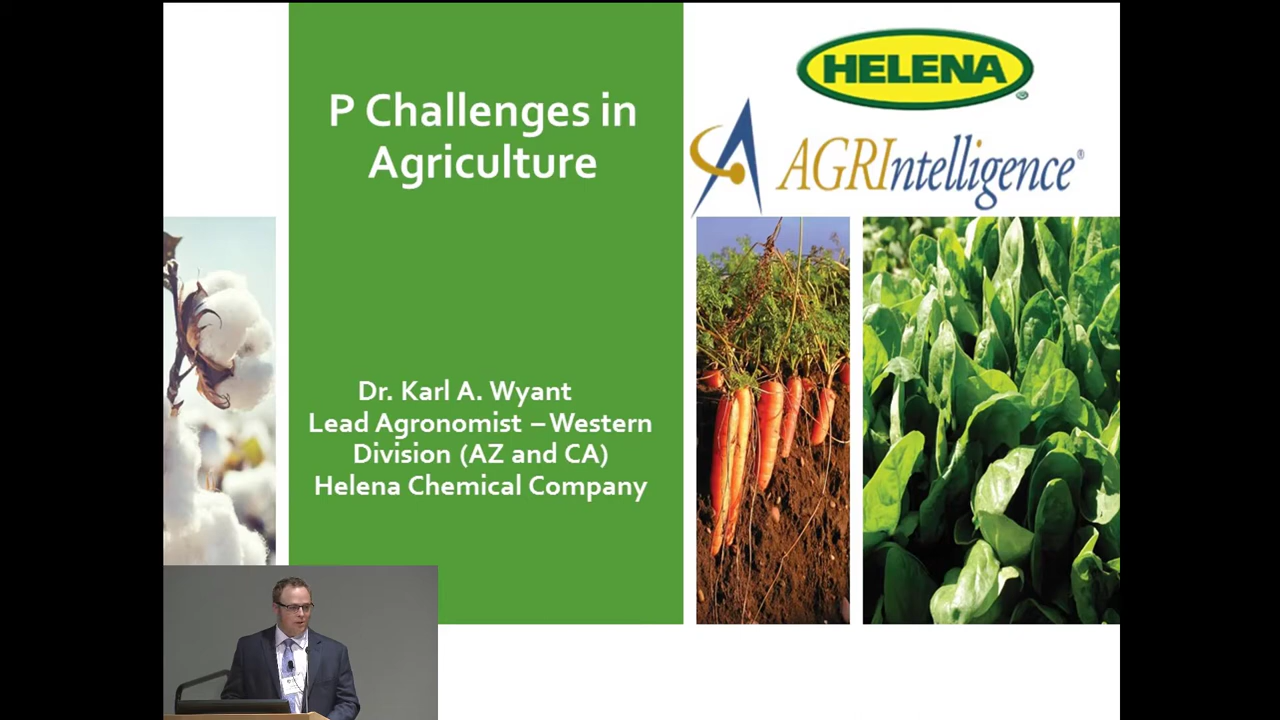 P Challenges in
Agriculture
Dr. Karl A. Wyant
Lead Agronomist – Western
Division (AZ and CA)
Helena Chemical Company
HELENA®
AGRIntelligence®